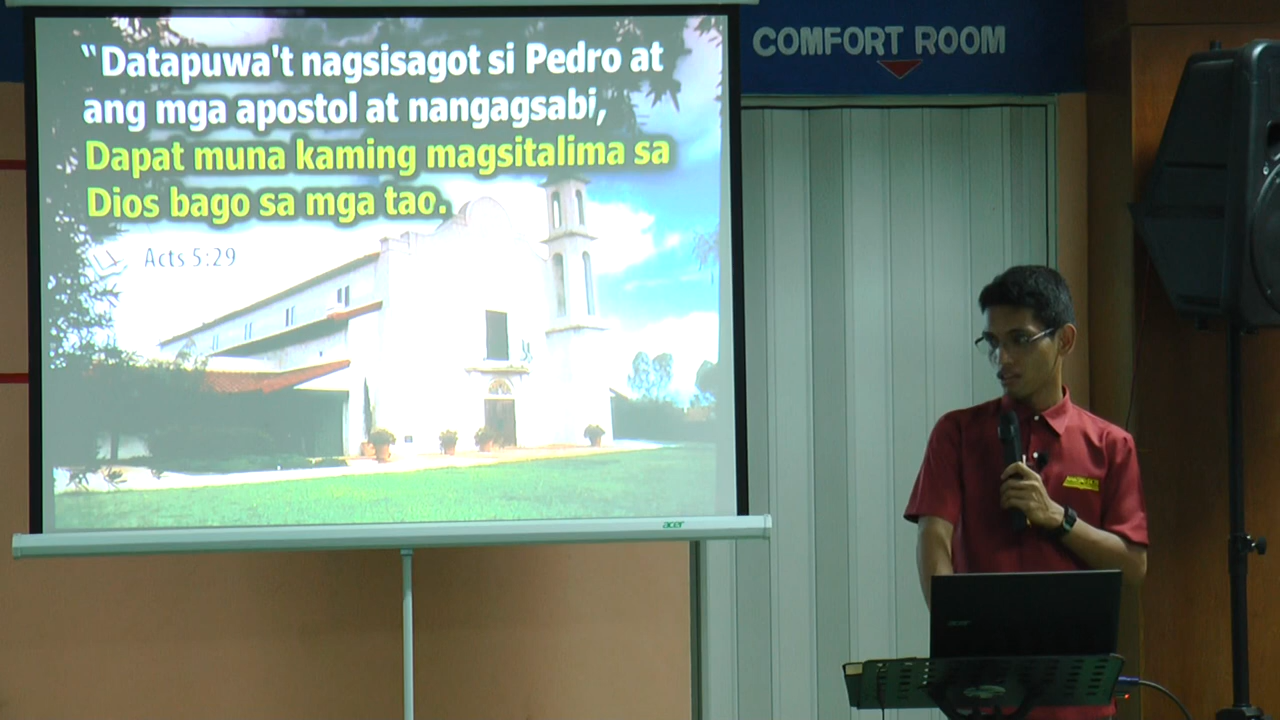 “Datapuwa't nagsisagot si Pedro at
ang mga apostol at nangagsabi,
Dapat muna kaming magsitalima sa
Dios bago sa mga tao.
Acts 5:29
acer
COMFORT ROOM
acer